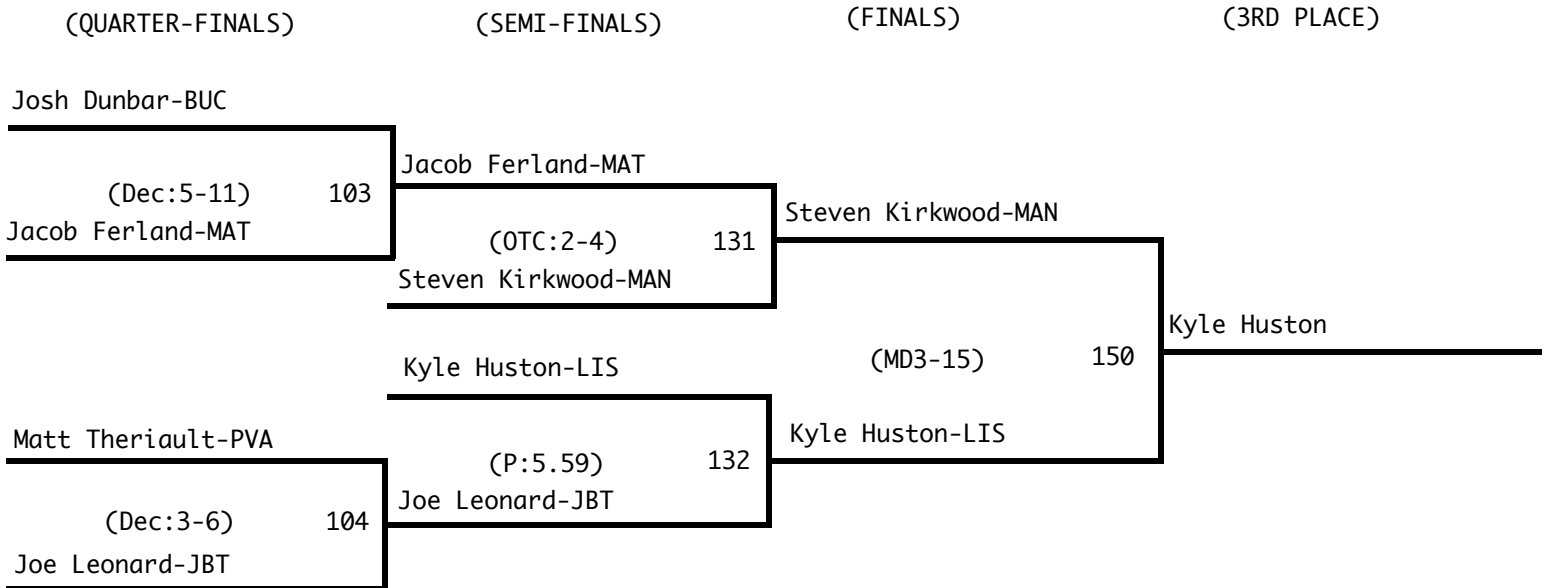 (QUARTER-FINALS) (SEMI-FINALS) (FINALS) (3RD PLACE)
Josh Dunbar-BUC
(Dec:5-11) 103
Jacob Ferland-MAT
Jacob Ferland-MAT
(OTC:2-4) 131
Steven Kirkwood-MAN
Steven Kirkwood-MAN
(MD3-15) 150
Kyle Huston-LIS
Kyle Huston
Kyle Huston-LIS
(P:5.59) 132
Joe Leonard-JBT
Matt Theriault-PVA
(Dec:3-6) 104
Joe Leonard-JBT